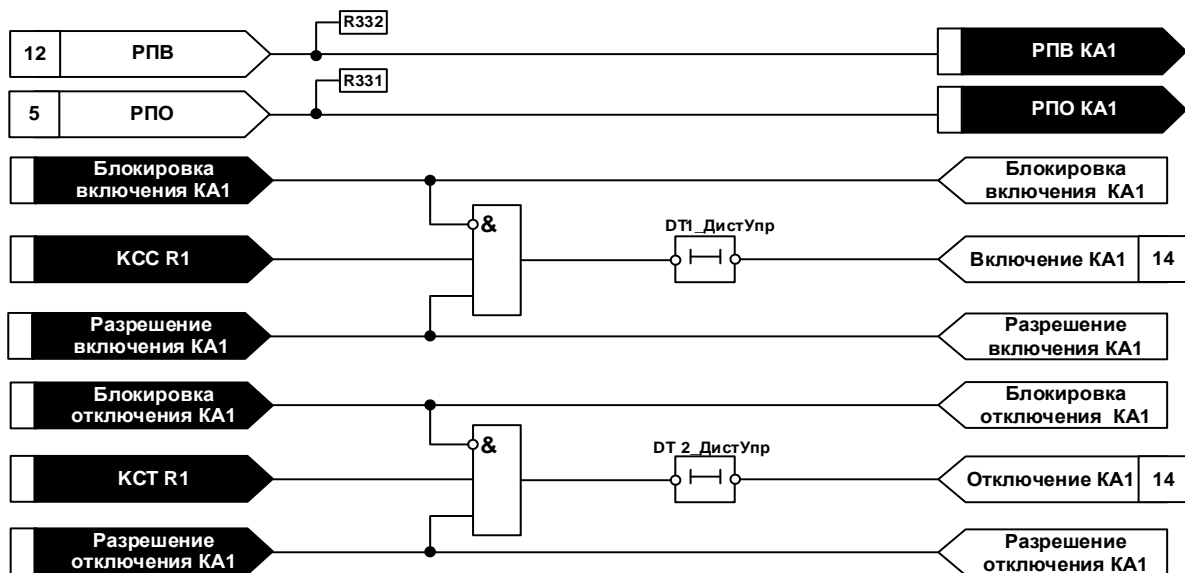 R332
12 РПВ РПВ КА1
R331
5 РПО РПО КА1
Блокировка
включения КА1
Блокировка
включения КА1
&
DT1_ДистУпр
KCC R1
Включение КА1 14
Разрешение
включения КА1
Разрешение
включения КА1
Блокировка
отключения КА1
Блокировка
отключения КА1
&
DT 2_ДистУпр
KCT R1
Отключение КА1 14
Разрешение
отключения КА1
Разрешение
отключения КА1